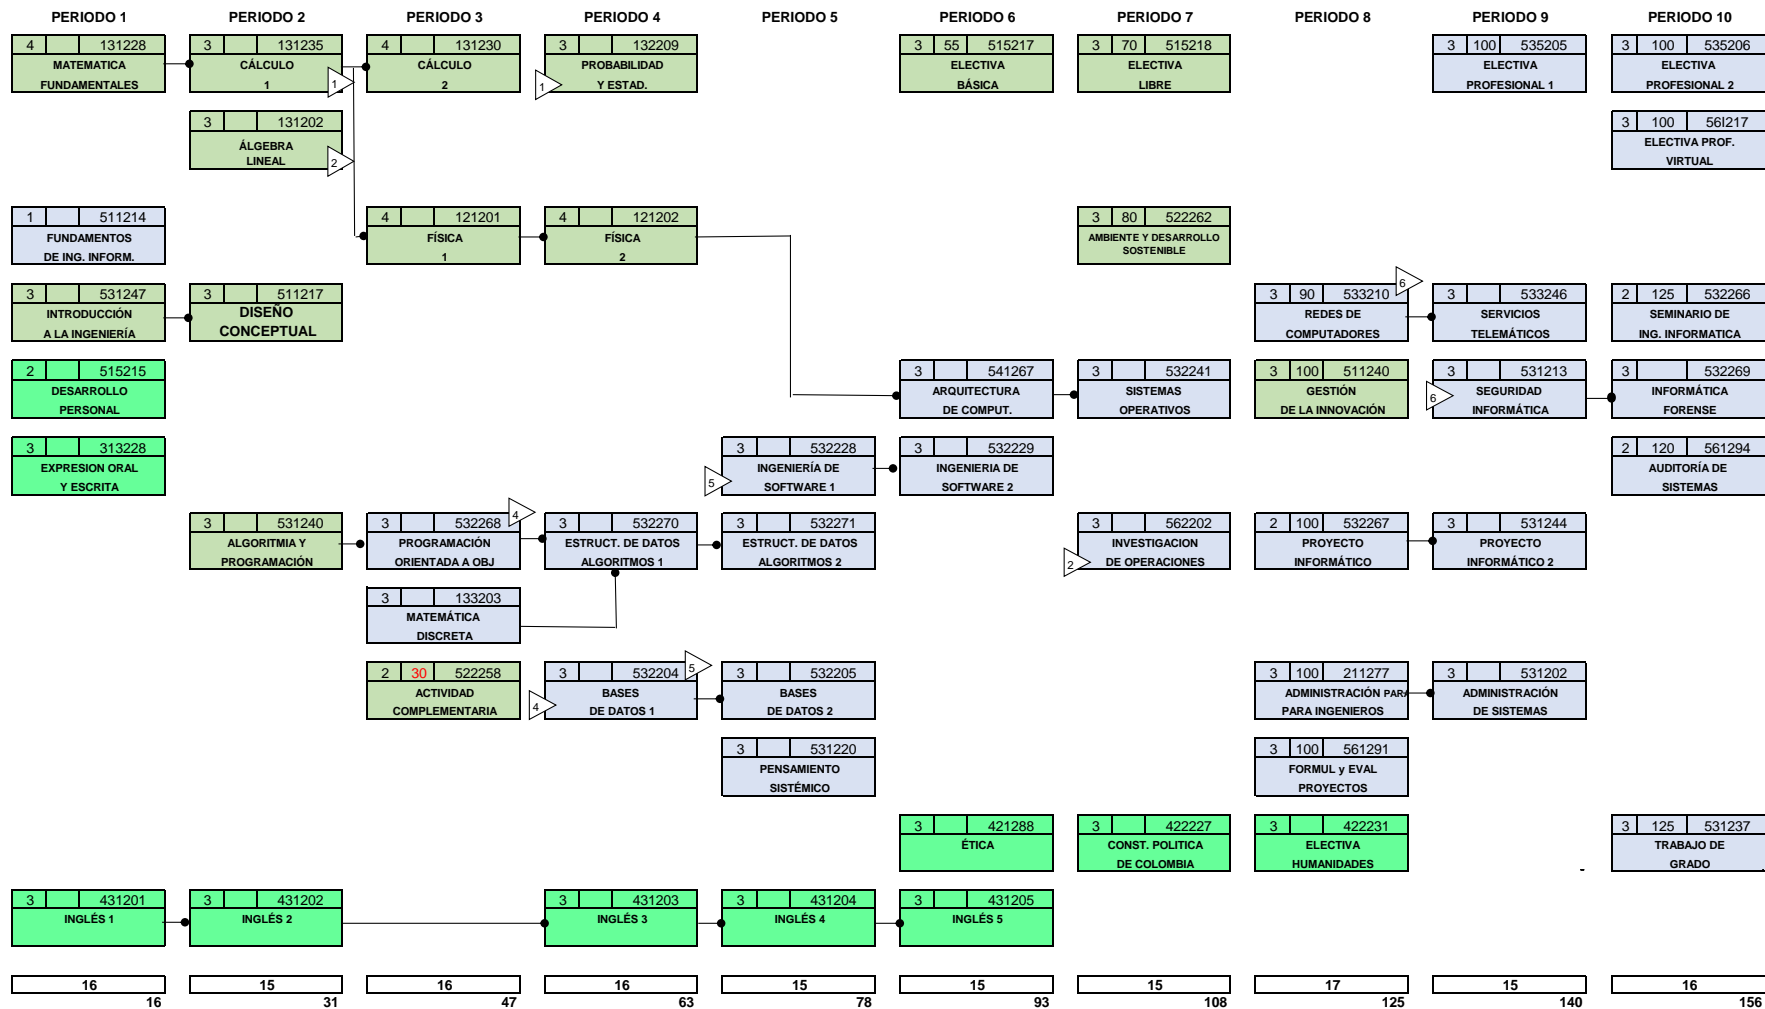 PERIODO 1 PERIODO 2 PERIODO 3 PERIODO 4 PERIODO 5 PERIODO 6 PERIODO 7 PERIODO 8 PERIODO 9 PERIODO 10
4 131228 3 131235 4 131230 3 132209 3 55 515217 3 70 515218 3 100 535205 3 100 535206
MATEMATICA CÁLCULO CÁLCULO PROBABILIDAD ELECTIVA ELECTIVA ELECTIVA ELECTIVA
FUNDAMENTALES 1 1 2 1 Y ESTAD. BÁSICA LIBRE PROFESIONAL 1 PROFESIONAL 2
3 131202 3 100 56I217
ÁLGEBRA ELECTIVA PROF.
LINEAL 2 VIRTUAL
1 511214 4 121201 4 121202 3 80 522262
FUNDAMENTOS FÍSICA FÍSICA AMBIENTE Y DESARROLLO
DE ING. INFORM. 1 2 SOSTENIBLE
6
3 531247 3 511217 3 90 533210 3 533246 2 125 532266
INTRODUCCIÓN DISEÑO REDES DE SERVICIOS SEMINARIO DE
A LA INGENIERÍA CONCEPTUAL COMPUTADORES TELEMÁTICOS ING. INFORMATICA
2 515215 3 541267 3 532241 3 100 511240 3 531213 3 532269
DESARROLLO ARQUITECTURA SISTEMAS GESTIÓN SEGURIDAD INFORMÁTICA
PERSONAL DE COMPUT. OPERATIVOS DE LA INNOVACIÓN 6 INFORMÁTICA FORENSE
3 313228 3 532228 3 532229 2 120 561294
EXPRESION ORAL INGENIERÍA DE INGENIERIA DE AUDITORÍA DE
Y ESCRITA 5 SOFTWARE 1 SOFTWARE 2 SISTEMAS
3 531240 3 532268 4 3 532270 3 532271 3 562202 2 100 532267 3 531244
ALGORITMIA Y PROGRAMACIÓN ESTRUCT. DE DATOS ESTRUCT. DE DATOS INVESTIGACION PROYECTO PROYECTO
PROGRAMACIÓN ORIENTADA A OBJ ALGORITMOS 1 ALGORITMOS 2 2 DE OPERACIONES INFORMÁTICO INFORMÁTICO 2
3 133203
MATEMÁTICA
DISCRETA
2 30 522258 3 532204 5 3 532205 3 100 211277 3 531202
ACTIVIDAD BASES BASES ADMINISTRACIÓN PARA ADMINISTRACIÓN
COMPLEMENTARIA 4 DE DATOS 1 DE DATOS 2 PARA INGENIEROS DE SISTEMAS
3 531220 3 100 561291
PENSAMIENTO FORMUL y EVAL
SISTÉMICO PROYECTOS
3 421288 3 422227 3 422231 3 125 531237
ÉTICA CONST. POLITICA ELECTIVA TRABAJO DE
DE COLOMBIA HUMANIDADES - GRADO
3 431201 3 431202 3 431203 3 431204 3 431205
INGLÉS 1 INGLÉS 2 INGLÉS 3 INGLÉS 4 INGLÉS 5
16 15 16 16 15 15 15 17 15 16
16 31 47 63 78 93 108 125 140 156